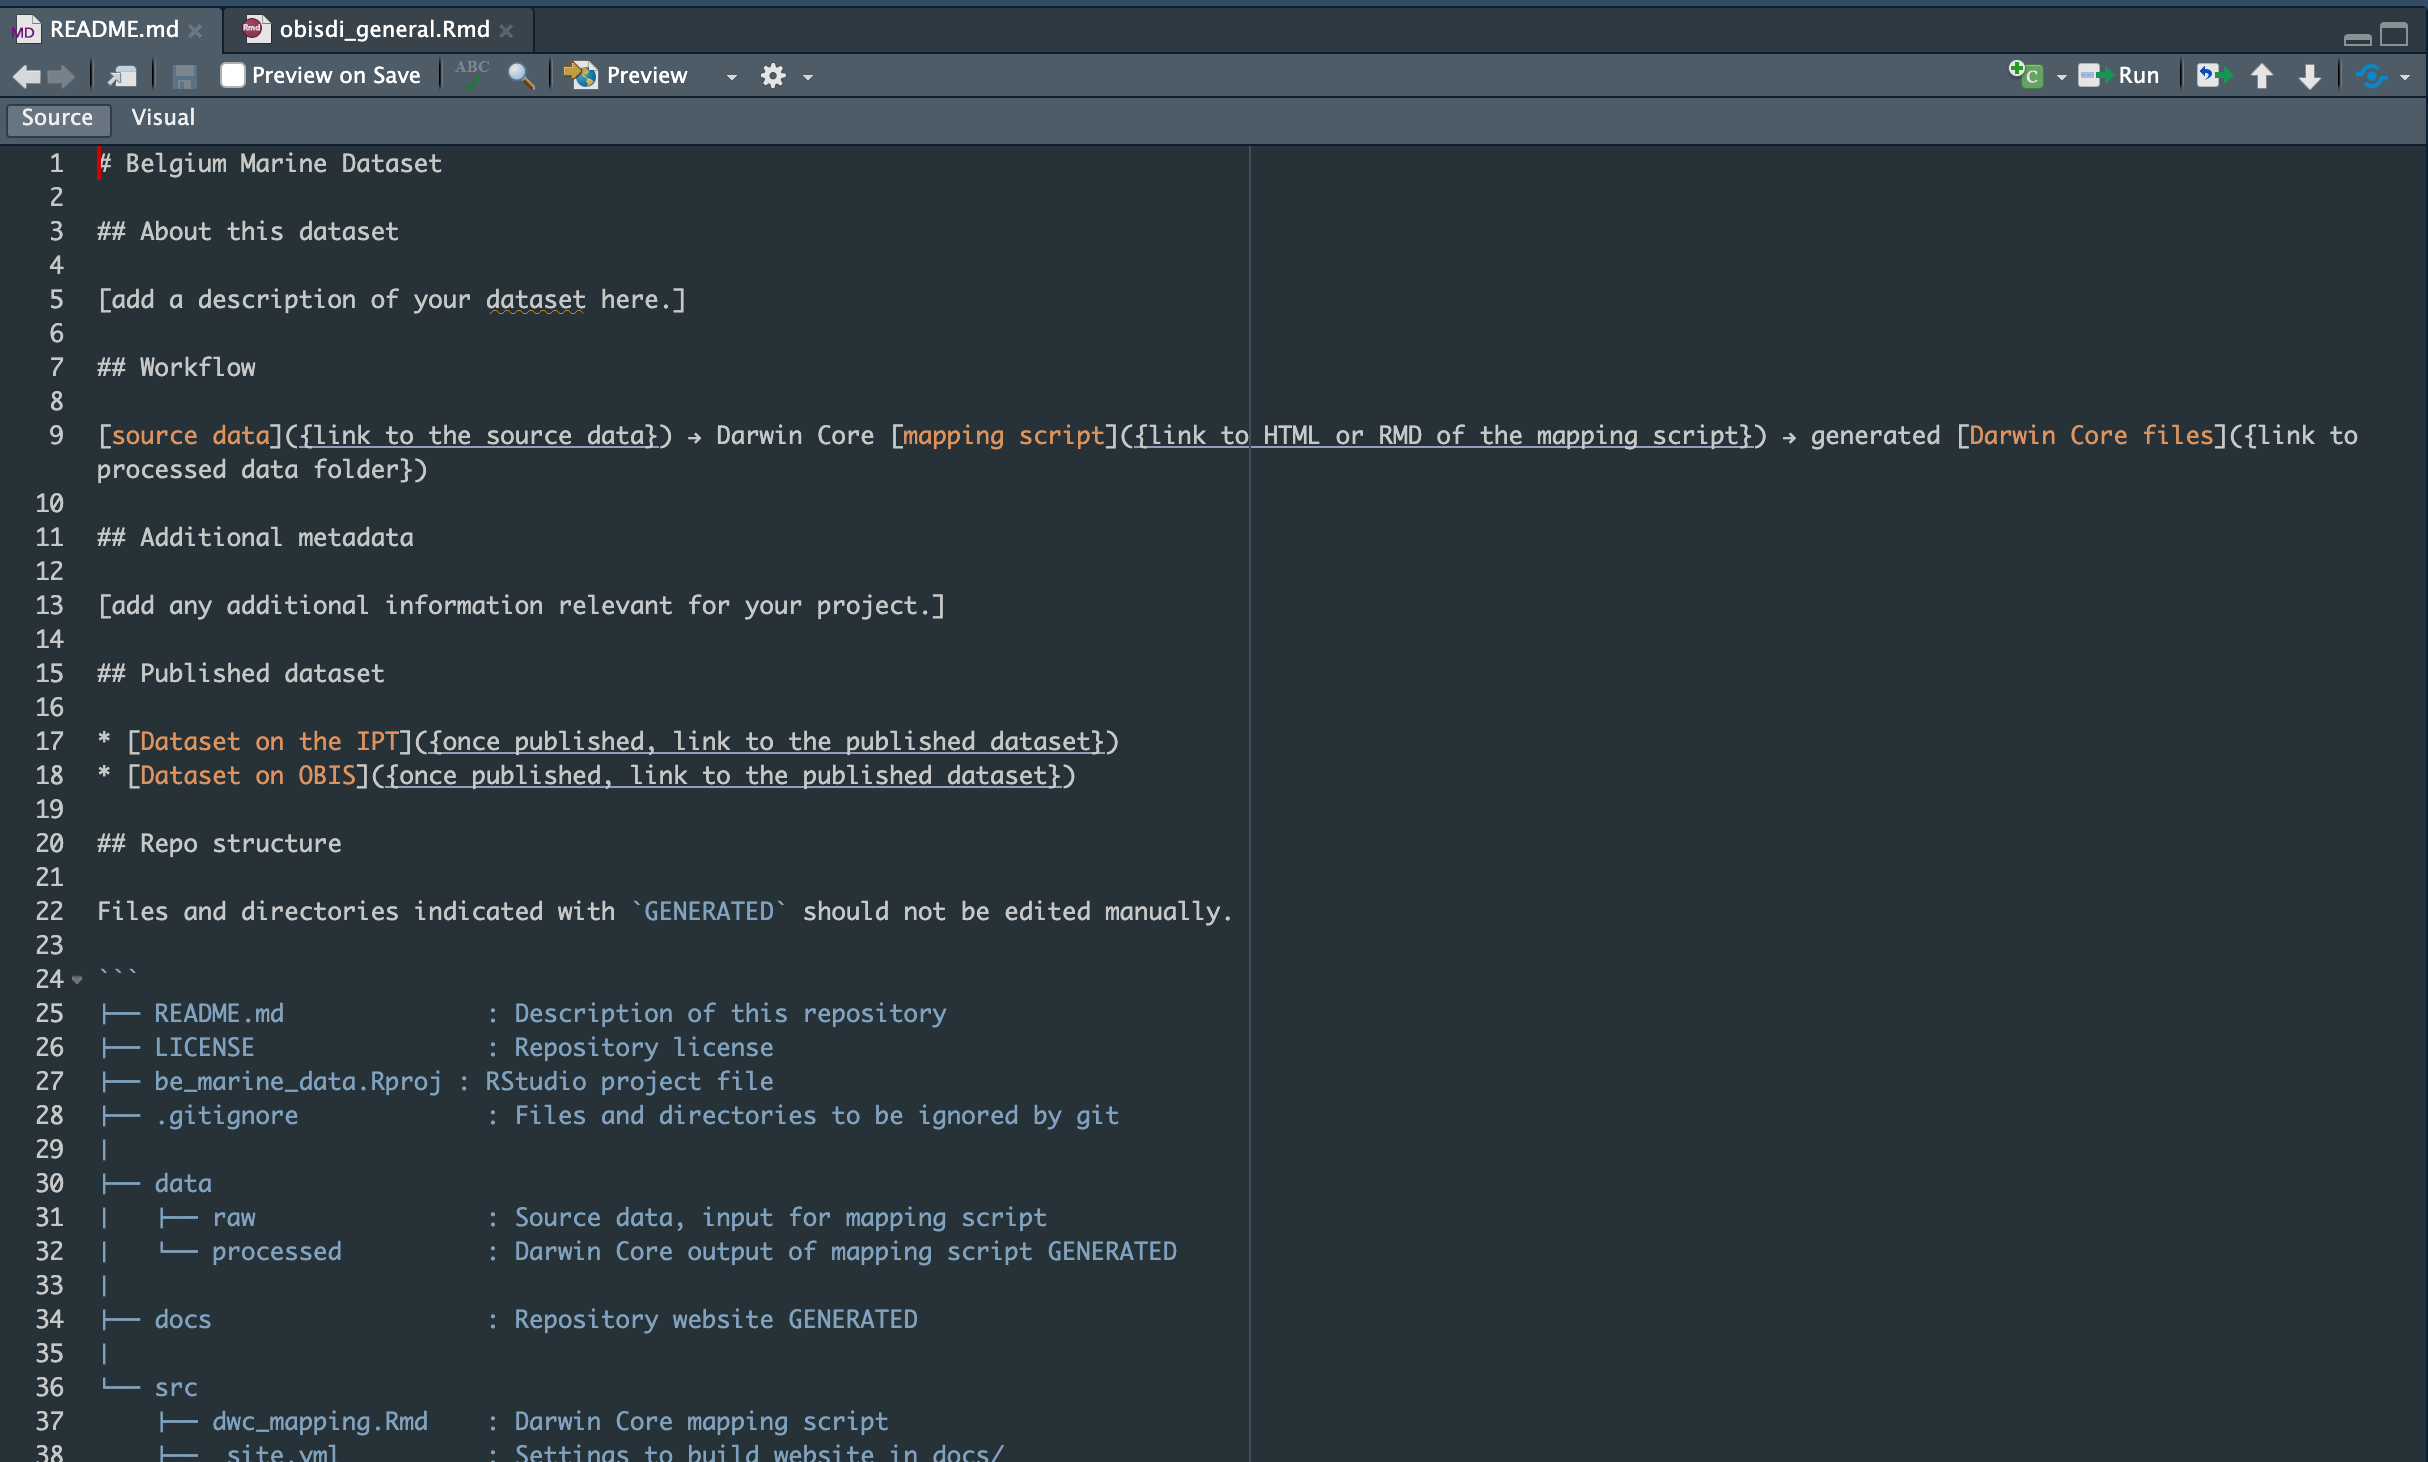 README.md
obisdi_general.Rmd
Preview on Save
ABC
Preview
Run
Source
Visual
1 # Belgium Marine Dataset
2
3 ## About this dataset
4
5 [add a description of your dataset here.]
6
7 ## Workflow
8
9 [source data]({link to the source data}) → Darwin Core [mapping script]({link to HTML or RMD of the mapping script}) → generated [Darwin Core files]({link to
processed data folder})
10
11 ## Additional metadata
12
13 [add any additional information relevant for your project.]
14
15 ## Published dataset
16
17 * [Dataset on the IPT]({once published, link to the published dataset})
18 * [Dataset on OBIS]({once published, link to the published dataset})
19
20 ## Repo structure
21
22 Files and directories indicated with `GENERATED` should not be edited manually.
23
24 ```
25 ├── README.md : Description of this repository
26 ├── LICENSE : Repository license
27 ├── be_marine_data.Rproj : RStudio project file
28 ├── .gitignore : Files and directories to be ignored by git
29 │
30 ├── data
31 │ ├── raw : Source data, input for mapping script
32 │ └── processed : Darwin Core output of mapping script GENERATED
33 │
34 ├── docs : Repository website GENERATED
35 │
36 └── src
37 ├── dwc_mapping.Rmd : Darwin Core mapping script
38 ├── _site.yml : Settings to build website in docs/